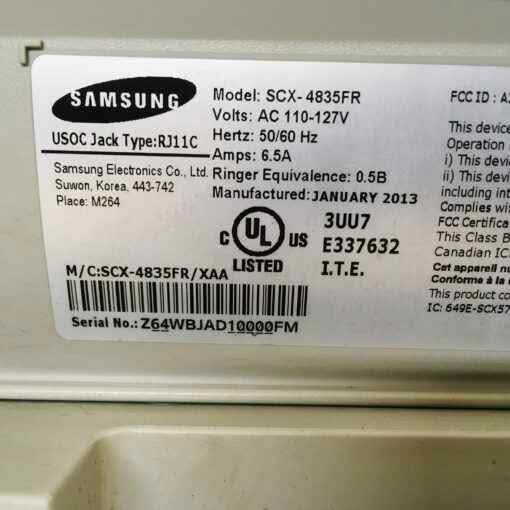 SAMSUNG
USOC Jack Type:RJ11C
Samsung Electronics Co., Ltd.
Suwon, Korea, 443-742
Place: M264
Model: SCX- 4835FR
Volts: AC 110-127V
Hertz: 50/60 Hz
Amps: 6.5A
Ringer Equivalence: 0.5B
Manufactured: JANUARY 2013
C UL US
LISTED
3UU7
E337632
I.T.E.
M/C:SCX-4835FR/XAA
Serial No.: Z64WBJAD10000FM
FCC ID : A
This device
Operation
i) This devi
ii) This dev
including int
Complies wi
FCC Certifica
This Class B
Canadian IC
Cet appareil nu
Conforme à la
This product co
IC: 649E-SCX57